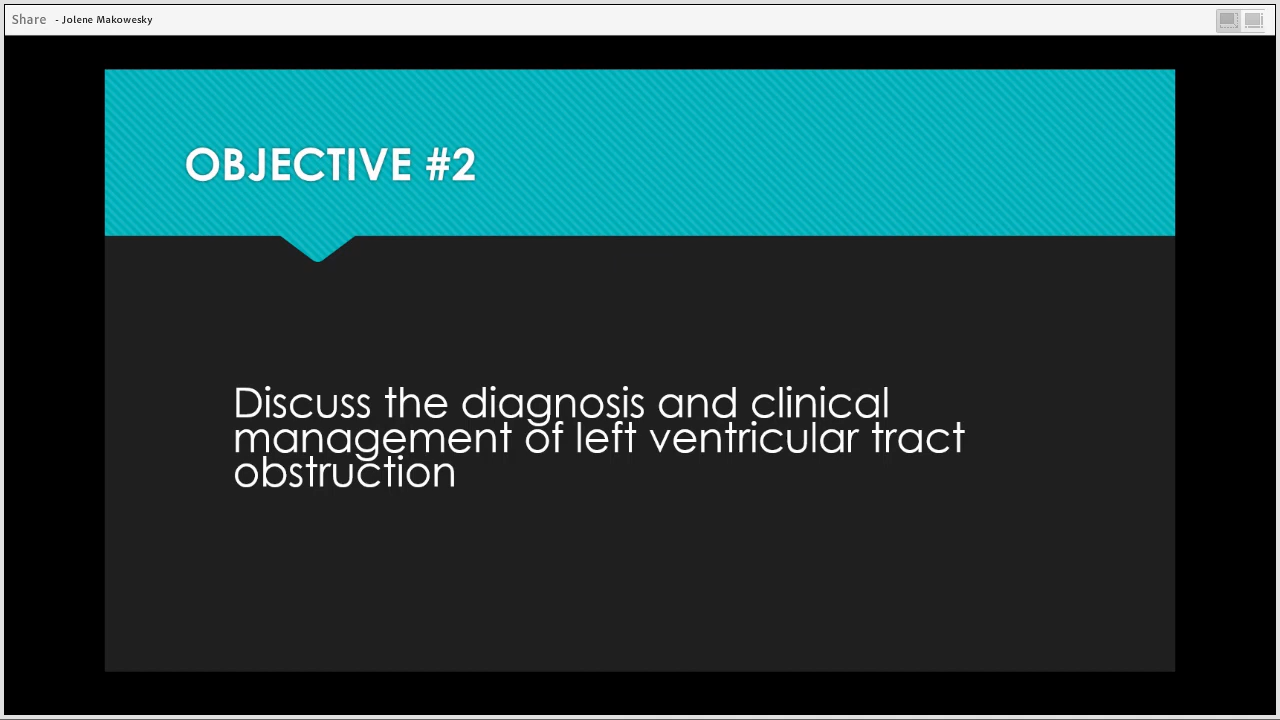 Share - Jolene Makowesky
OBJECTIVE #2
Discuss the diagnosis and clinical
management of left ventricular tract
obstruction